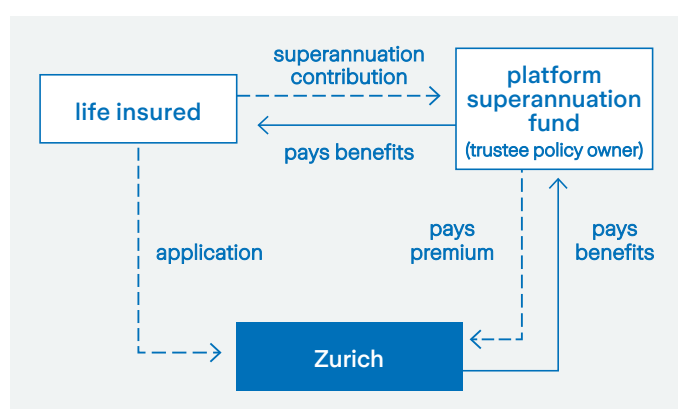 superannuation
contribution
life insured
platform
superannuation
fund
(trustee policy owner)
pays benefits
application
pays
premium
pays
benefits
Zurich